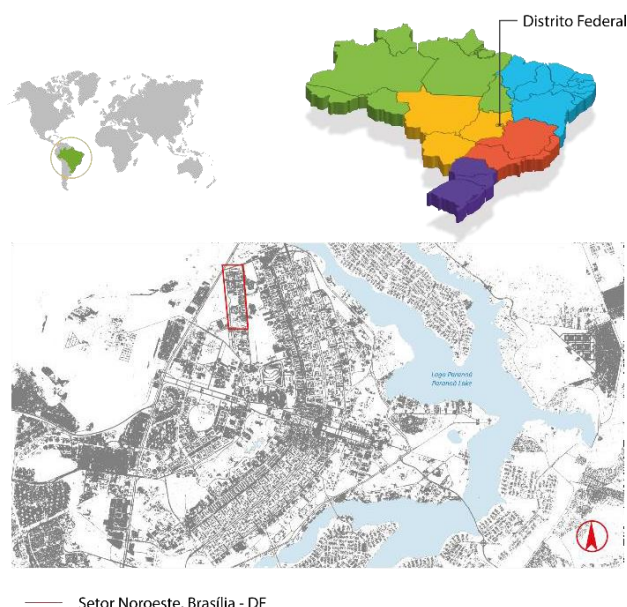 Distrito Federal
Lago Paranoá
Paranoá Lake
Setor Noroeste, Brasília - DF